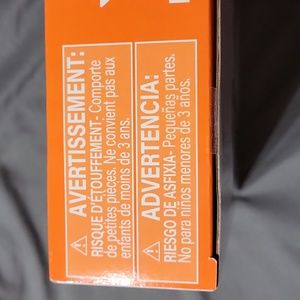 AVERTISSEMENT:
RISQUE D'ÉTOUFFEMENT- Comporte
de petites pièces. Ne convient pas aux
enfants de moins de 3 ans.
ADVERTENCIA:
RIESGO DE ASFIXIA- Pequeñas partes.
No para niños menores de 3 años.